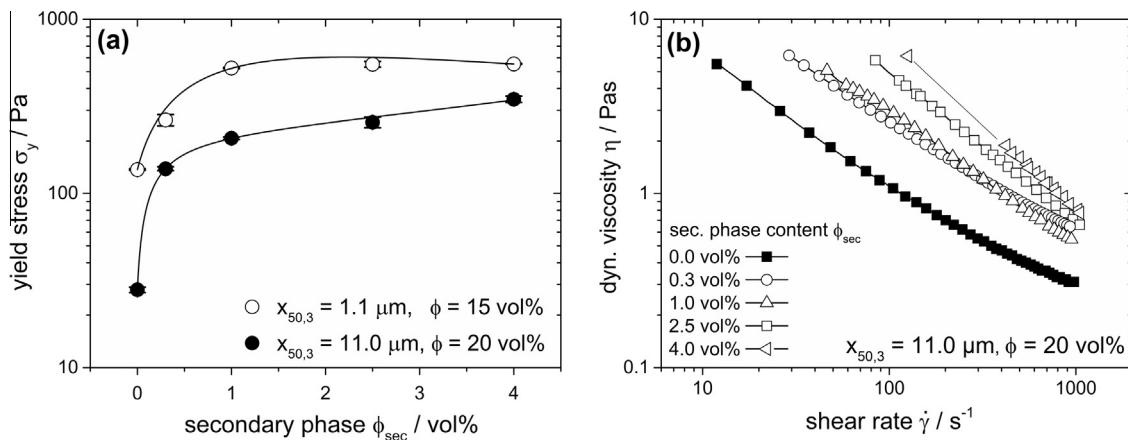 (a)
1000
100
10
yield stress σy / Pa
0 1 2 3 4
secondary phase ϕsec / vol%
x50,3 = 1.1 μm, ϕ = 15 vol%
x50,3 = 11.0 μm, ϕ = 20 vol%
(b)
10
1
0.1
dyn. viscosity η / Pas
10 100 1000
shear rate γ̇ / s-1
sec. phase content ϕsec
0.0 vol%
0.3 vol%
1.0 vol%
2.5 vol%
4.0 vol%
x50,3 = 11.0 μm, ϕ = 20 vol%